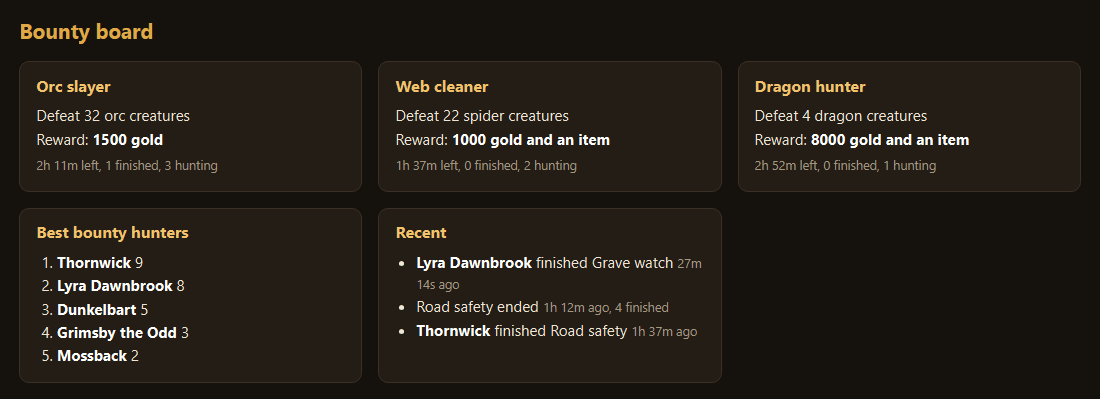 Bounty board
Orc slayer
Defeat 32 orc creatures
Reward: 1500 gold
2h 11m left, 1 finished, 3 hunting
Web cleaner
Defeat 22 spider creatures
Reward: 1000 gold and an item
1h 37m left, 0 finished, 2 hunting
Dragon hunter
Defeat 4 dragon creatures
Reward: 8000 gold and an item
2h 52m left, 0 finished, 1 hunting
Best bounty hunters
1. Thornwick 9
2. Lyra Dawnbrook 8
3. Dunkelbart 5
4. Grimsby the Odd 3
5. Mossback 2
Recent
• Lyra Dawnbrook finished Grave watch 27m
14s ago
• Road safety ended 1h 12m ago, 4 finished
• Thornwick finished Road safety 1h 37m ago